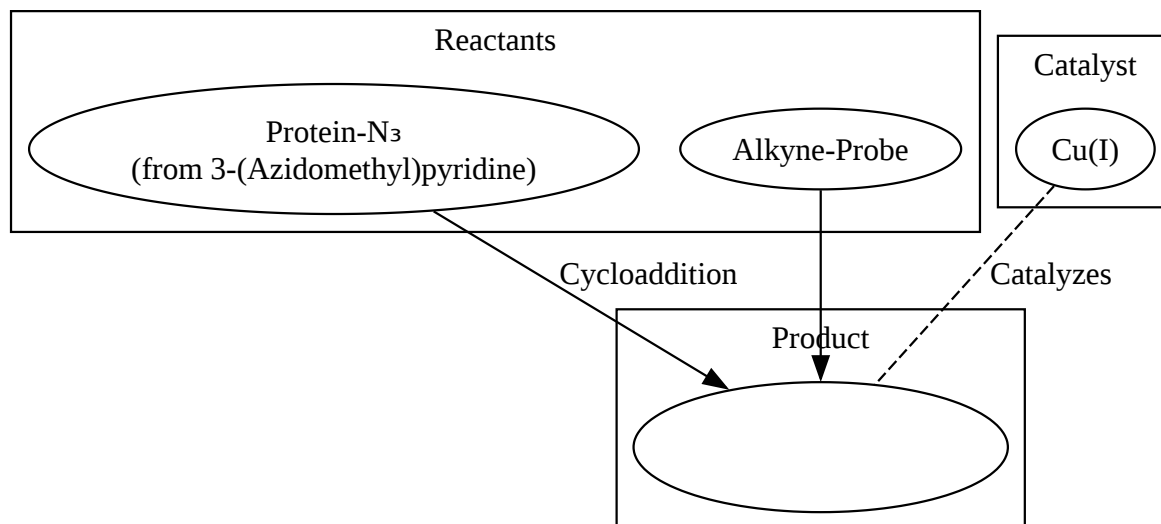 Reactants
Catalyst
Protein-N₃
(from 3-(Azidomethyl)pyridine)
Alkyne-Probe
Cu(I)
Cycloaddition
Catalyzes
Product